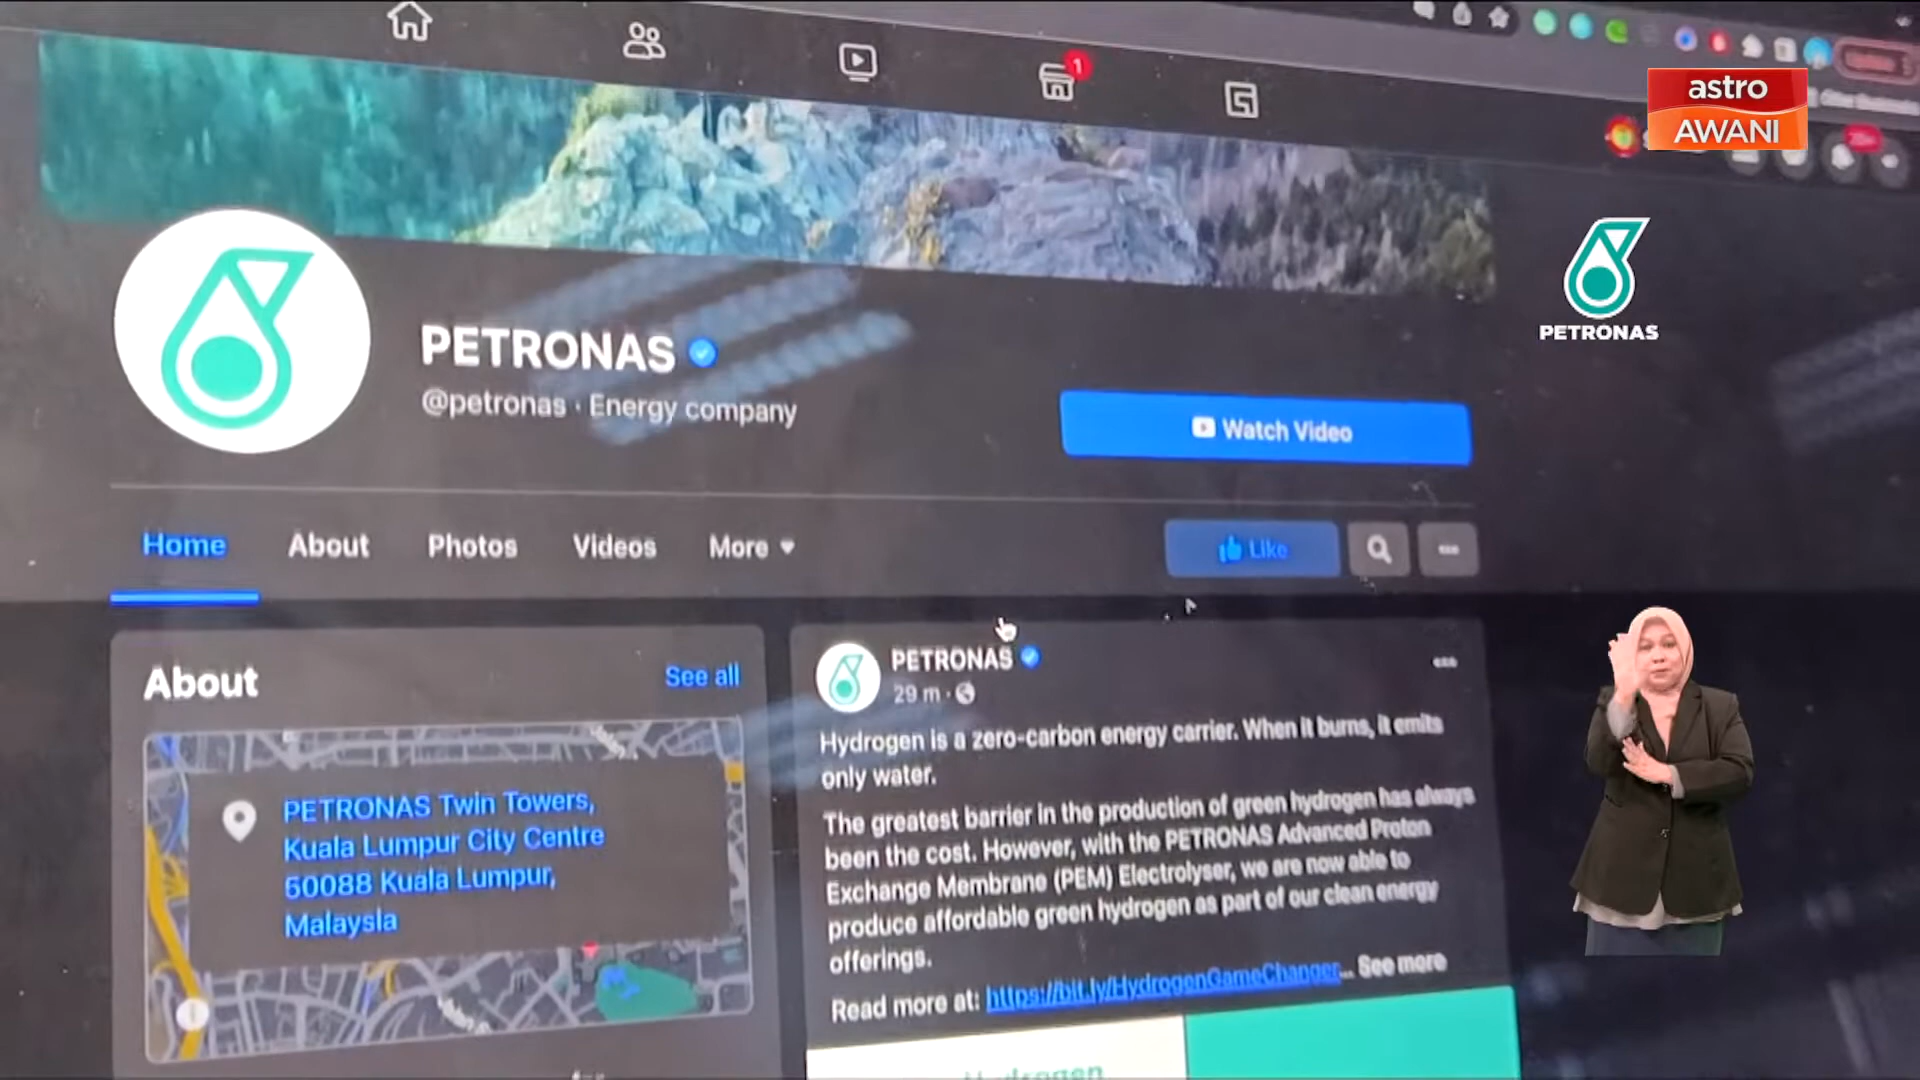 1
astro
AWANI
PETRONAS
PETRONAS
@petronas · Energy company
Watch Video
Home
About
Photos
Videos
More
Like
About
See all
PETRONAS Twin Towers,
Kuala Lumpur City Centre
50088 Kuala Lumpur,
Malaysia
PETRONAS
29 m
Hydrogen is a zero-carbon energy carrier. When it burns, it emits
only water.
The greatest barrier in the production of green hydrogen has always
been the cost. However, with the PETRONAS Advanced Proton
Exchange Membrane (PEM) Electrolyser, we are now able to
produce affordable green hydrogen as part of our clean energy
offerings.
Read more at: https://bit.ly/HydrogenGameChanger... See more
Hydrogen